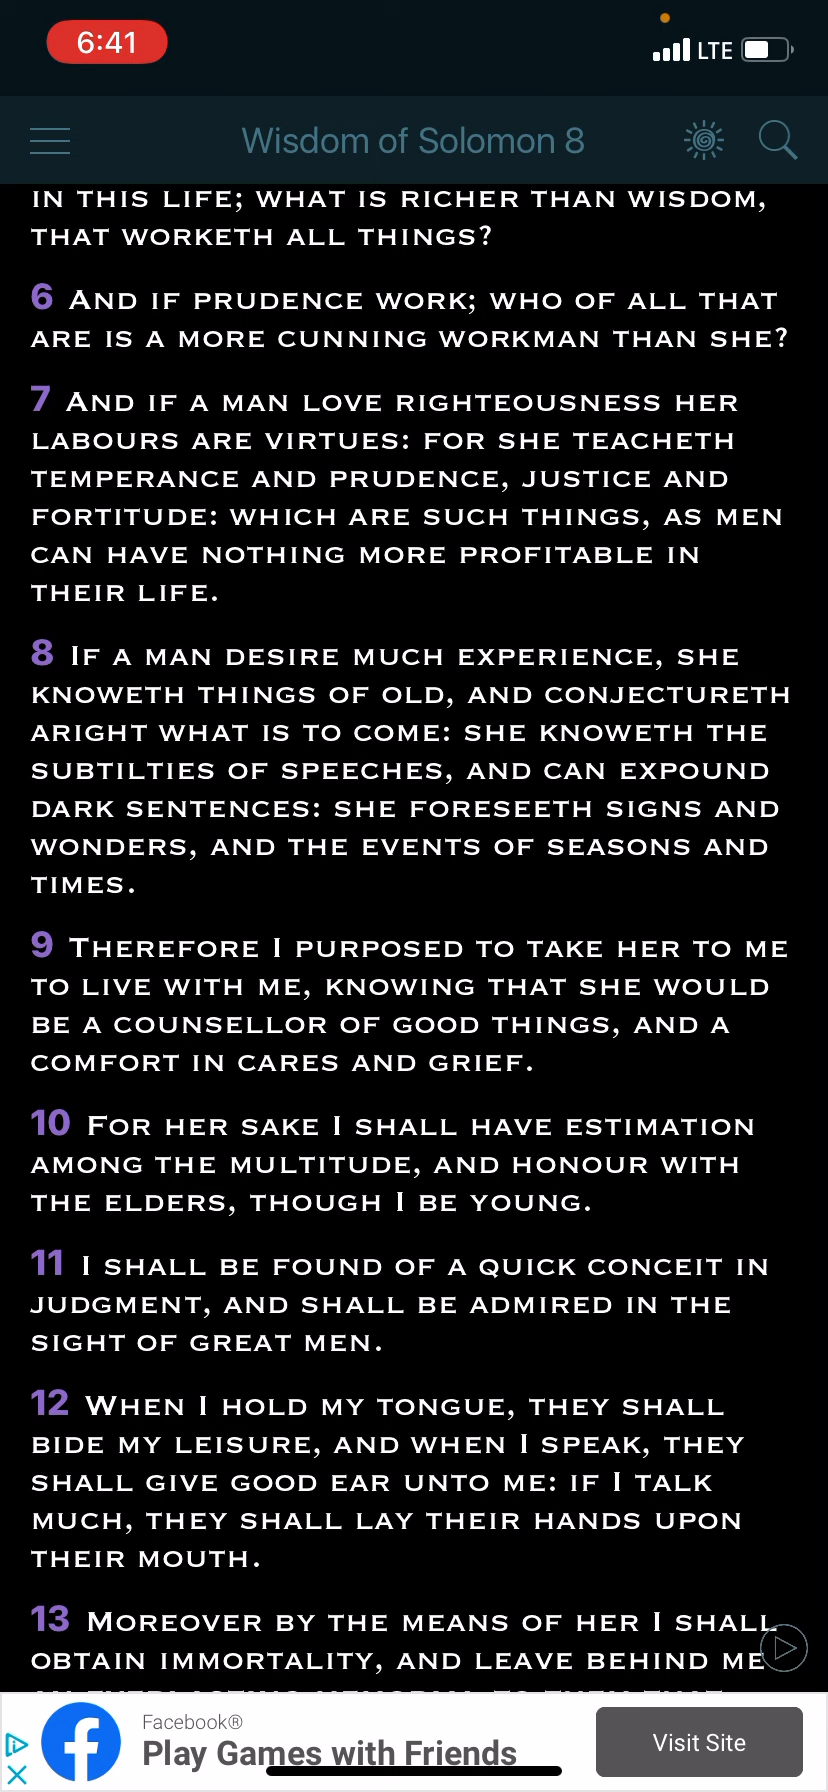 6:41
LTE
Wisdom of Solomon 8
IN THIS LIFE; WHAT IS RICHER THAN WISDOM,
THAT WORKETH ALL THINGS?
6 AND IF PRUDENCE WORK; WHO OF ALL THAT
ARE IS A MORE CUNNING WORKMAN THAN SHE?
7 AND IF A MAN LOVE RIGHTEOUSNESS HER
LABOURS ARE VIRTUES: FOR SHE TEACHETH
TEMPERANCE AND PRUDENCE, JUSTICE AND
FORTITUDE: WHICH ARE SUCH THINGS, AS MEN
CAN HAVE NOTHING MORE PROFITABLE IN
THEIR LIFE.
8 IF A MAN DESIRE MUCH EXPERIENCE, SHE
KNOWETH THINGS OF OLD, AND CONJECTURETH
ARIGHT WHAT IS TO COME: SHE KNOWETH THE
SUBTILTIES OF SPEECHES, AND CAN EXPOUND
DARK SENTENCES: SHE FORESEETH SIGNS AND
WONDERS, AND THE EVENTS OF SEASONS AND
TIMES.
9 THEREFORE I PURPOSED TO TAKE HER TO ME
TO LIVE WITH ME, KNOWING THAT SHE WOULD
BE A COUNSELLOR OF GOOD THINGS, AND A
COMFORT IN CARES AND GRIEF.
10 FOR HER SAKE I SHALL HAVE ESTIMATION
AMONG THE MULTITUDE, AND HONOUR WITH
THE ELDERS, THOUGH I BE YOUNG.
11 I SHALL BE FOUND OF A QUICK CONCEIT IN
JUDGMENT, AND SHALL BE ADMIRED IN THE
SIGHT OF GREAT MEN.
12 WHEN I HOLD MY TONGUE, THEY SHALL
BIDE MY LEISURE, AND WHEN I SPEAK, THEY
SHALL GIVE GOOD EAR UNTO ME: IF I TALK
MUCH, THEY SHALL LAY THEIR HANDS UPON
THEIR MOUTH.
13 MOREOVER BY THE MEANS OF HER I SHALL
OBTAIN IMMORTALITY, AND LEAVE BEHIND ME
Facebook®
Play Games with Friends
Visit Site